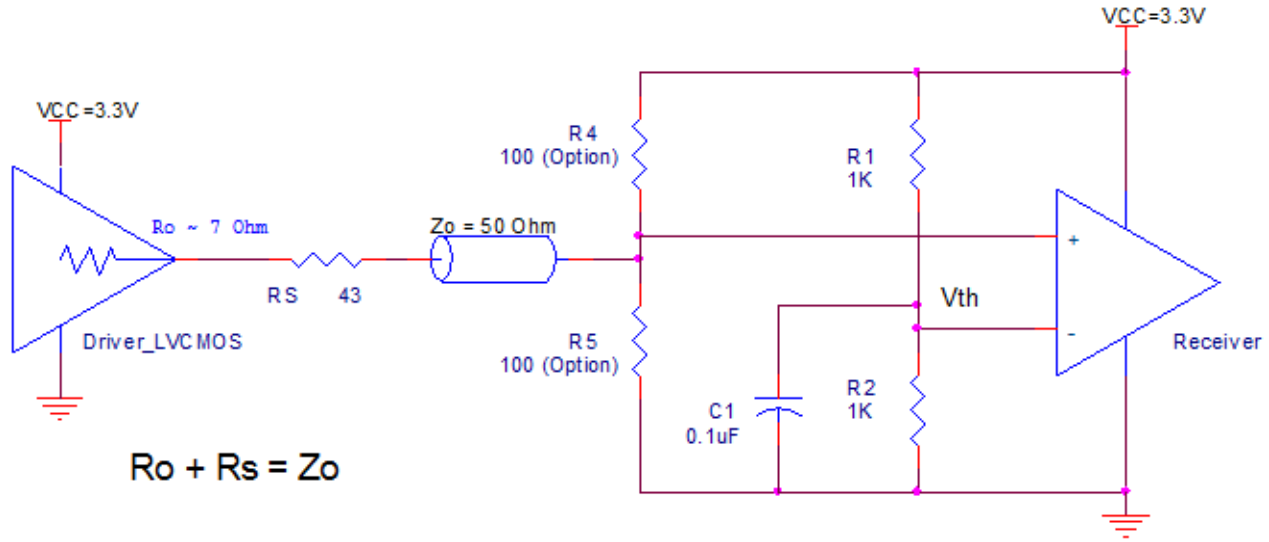 VCC=3.3V
VCC=3.3V
R4
100 (Option)
R1
1K
Ro ~ 7 Ohm
Zo = 50 Ohm
+
RS 43
Vth
-
Driver_LVCMOS
R5
100 (Option)
Receiver
R2
1K
C1
0.1uF
Ro + Rs = Zo